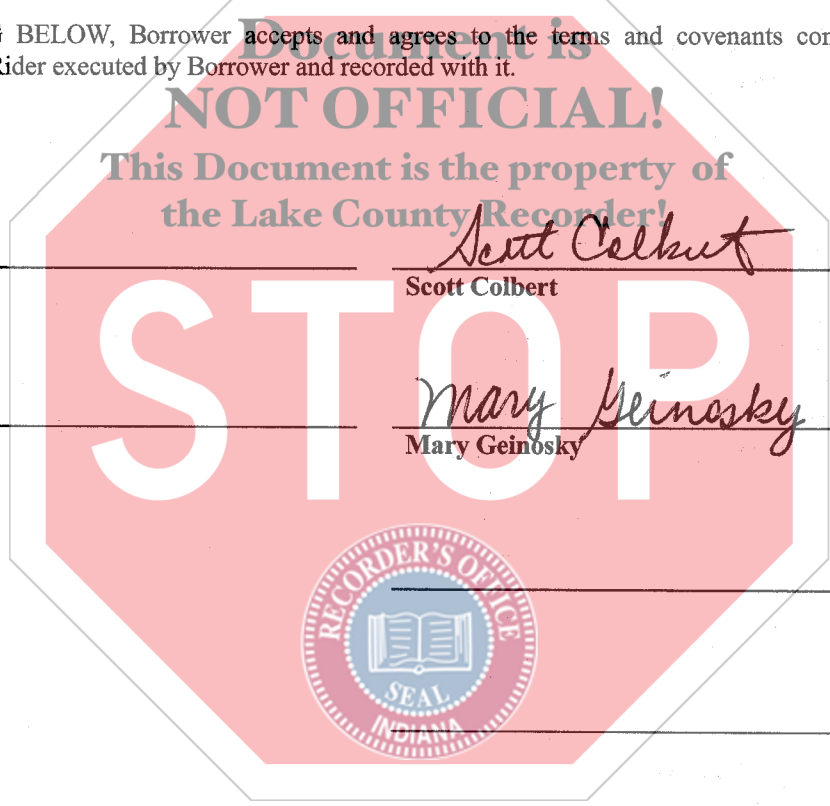 BELOW, Borrower accepts and agrees to the terms and covenants con
Rider executed by Borrower and recorded with it.
Document is
NOT OFFICIAL!
This Document is the property of
the Lake County Recorder!
Scott Colbert
Scott Colbert
STOP
Mary Geinosky
Mary Geinosky
RECORDER'S OFFICE
SEAL
INDIANA